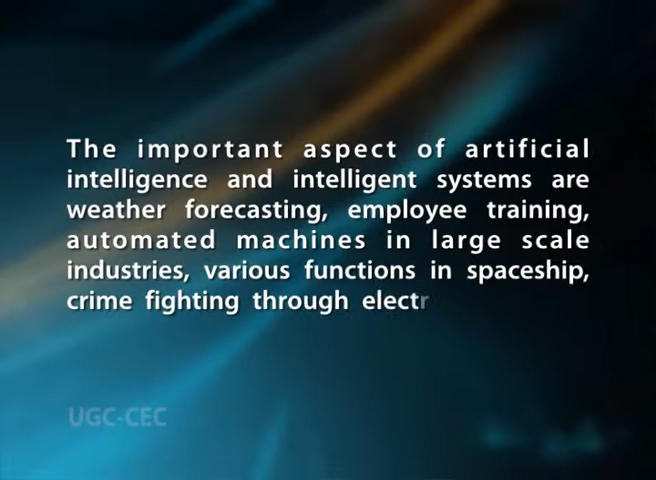 The important aspect of artificial
intelligence and intelligent systems are
weather forecasting, employee training,
automated machines in large scale
industries, various functions in spaceship,
crime fighting through electr
UGC-CEC